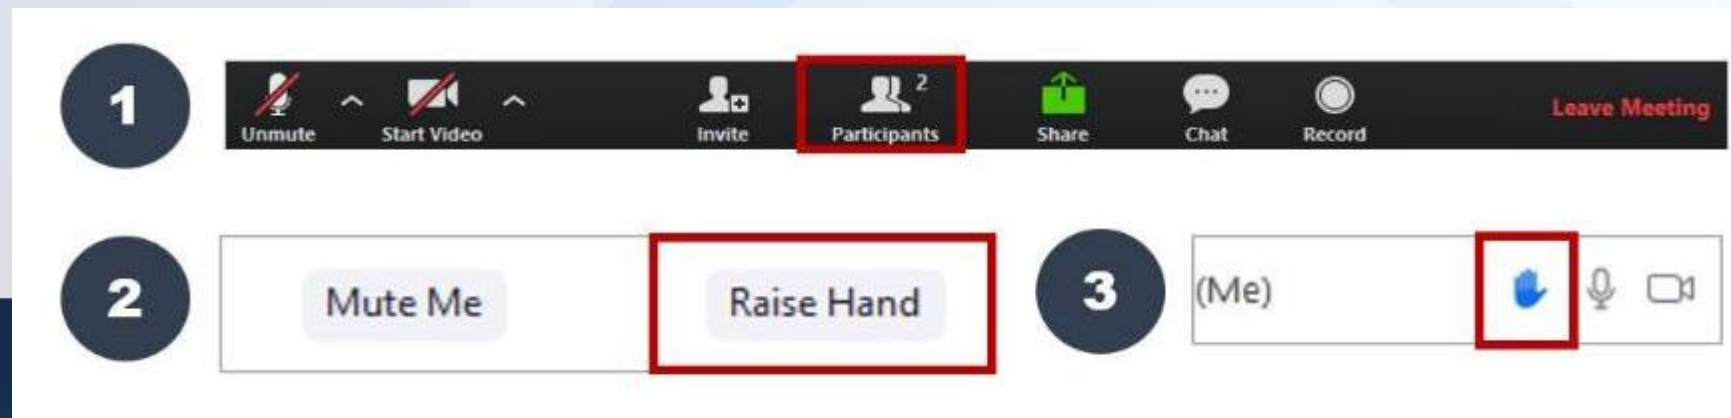 1
Unmute Start Video Invite Participants 2 Share Chat Record Leave Meeting
2
Mute Me Raise Hand
3
(Me)